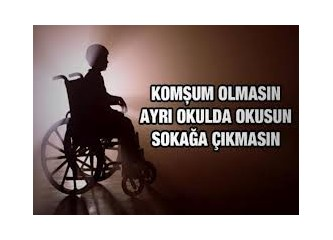 KOMŞUM OLMASIN
AYRI OKULDA OKUSUN
SOKAĞA ÇIKMASIN